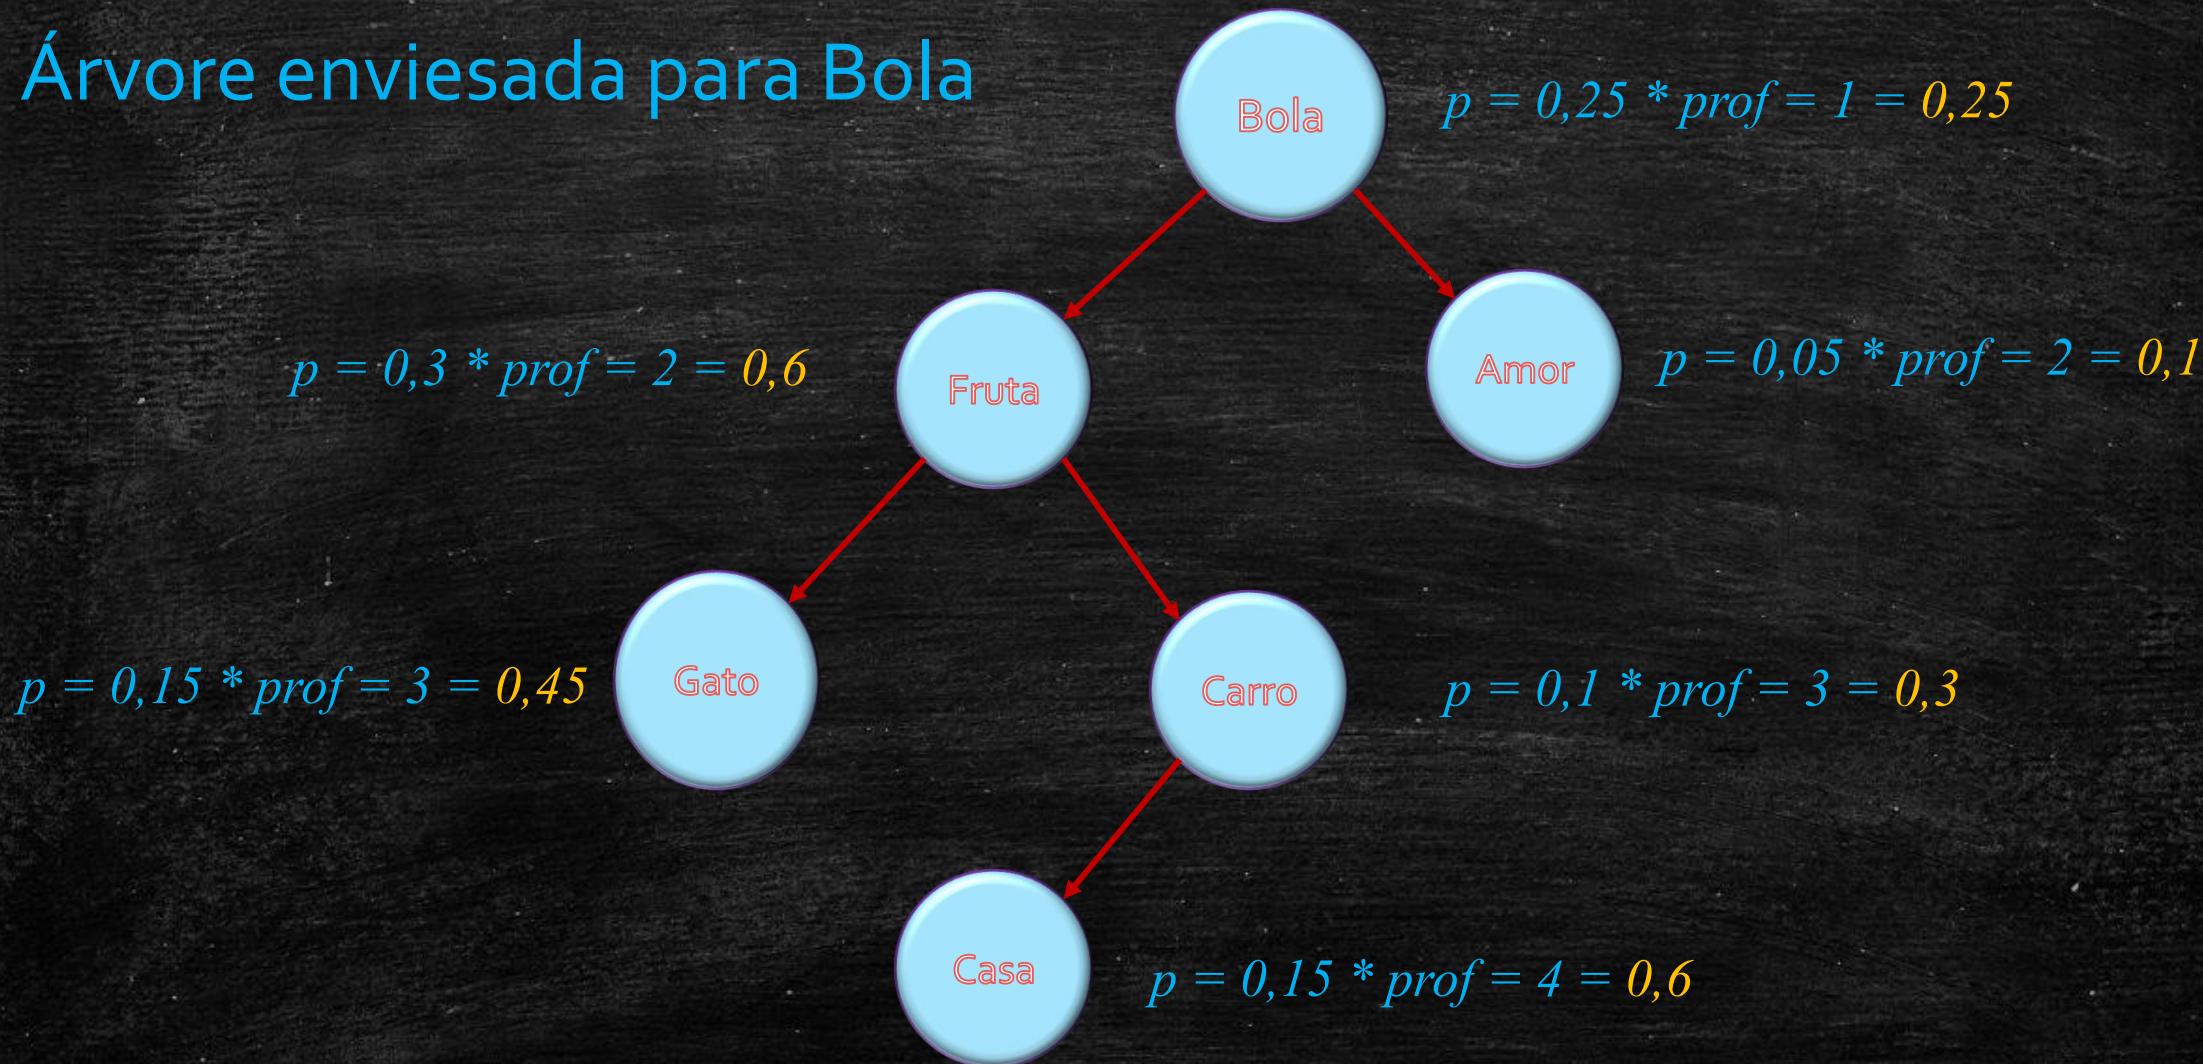 Árvore enviesada para Bola
Bola
p = 0,25 * prof = 1 = 0,25
Fruta
p = 0,3 * prof = 2 = 0,6
Amor
p = 0,05 * prof = 2 = 0,1
Gato
p = 0,15 * prof = 3 = 0,45
Carro
p = 0,1 * prof = 3 = 0,3
Casa
p = 0,15 * prof = 4 = 0,6